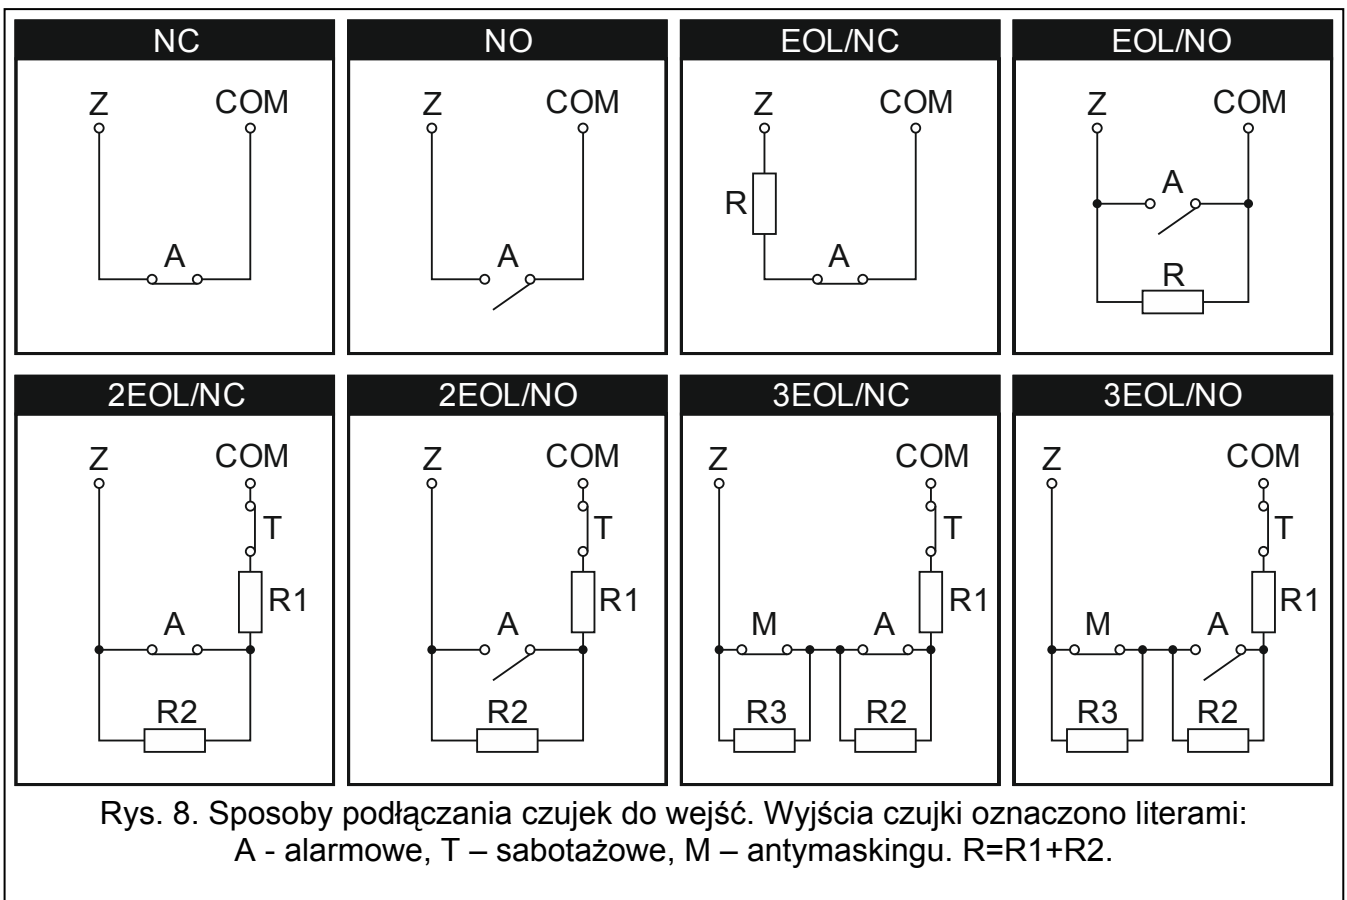 NC
Z COM
A
NO
Z COM
A
EOL/NC
Z COM
R
A
EOL/NO
Z COM
A
R
2EOL/NC
Z COM
T
R1
A
R2
2EOL/NO
Z COM
T
R1
A
R2
3EOL/NC
Z COM
T
R1
M A
R3 R2
3EOL/NO
Z COM
T
R1
M A
R3 R2
Rys. 8. Sposoby podłączania czujek do wejść. Wyjścia czujki oznaczono literami:
A - alarmowe, T – sabotażowe, M – antymaskingu. R=R1+R2.